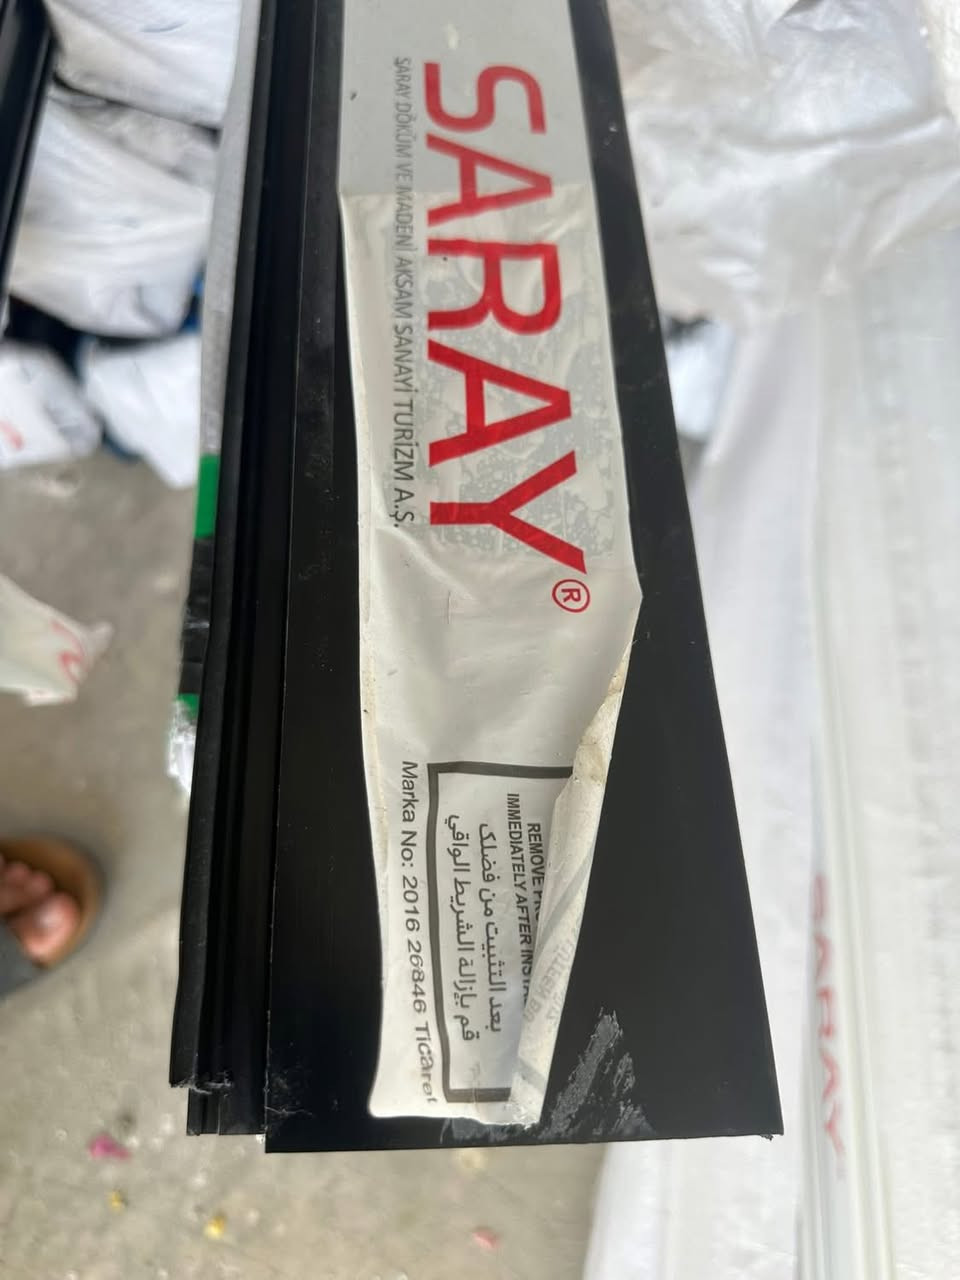 SARAY®
SARAY DÖKÜM VE MADENİ AKSAM SANAYİ TURİZM A.Ş.
REMOVE
IMMEDIATELY AFTER
بعد التثبيت من فضلك
قم بإزالة الشريط الواقي
Marka No: 2016 26846 Ticaret
SARAY